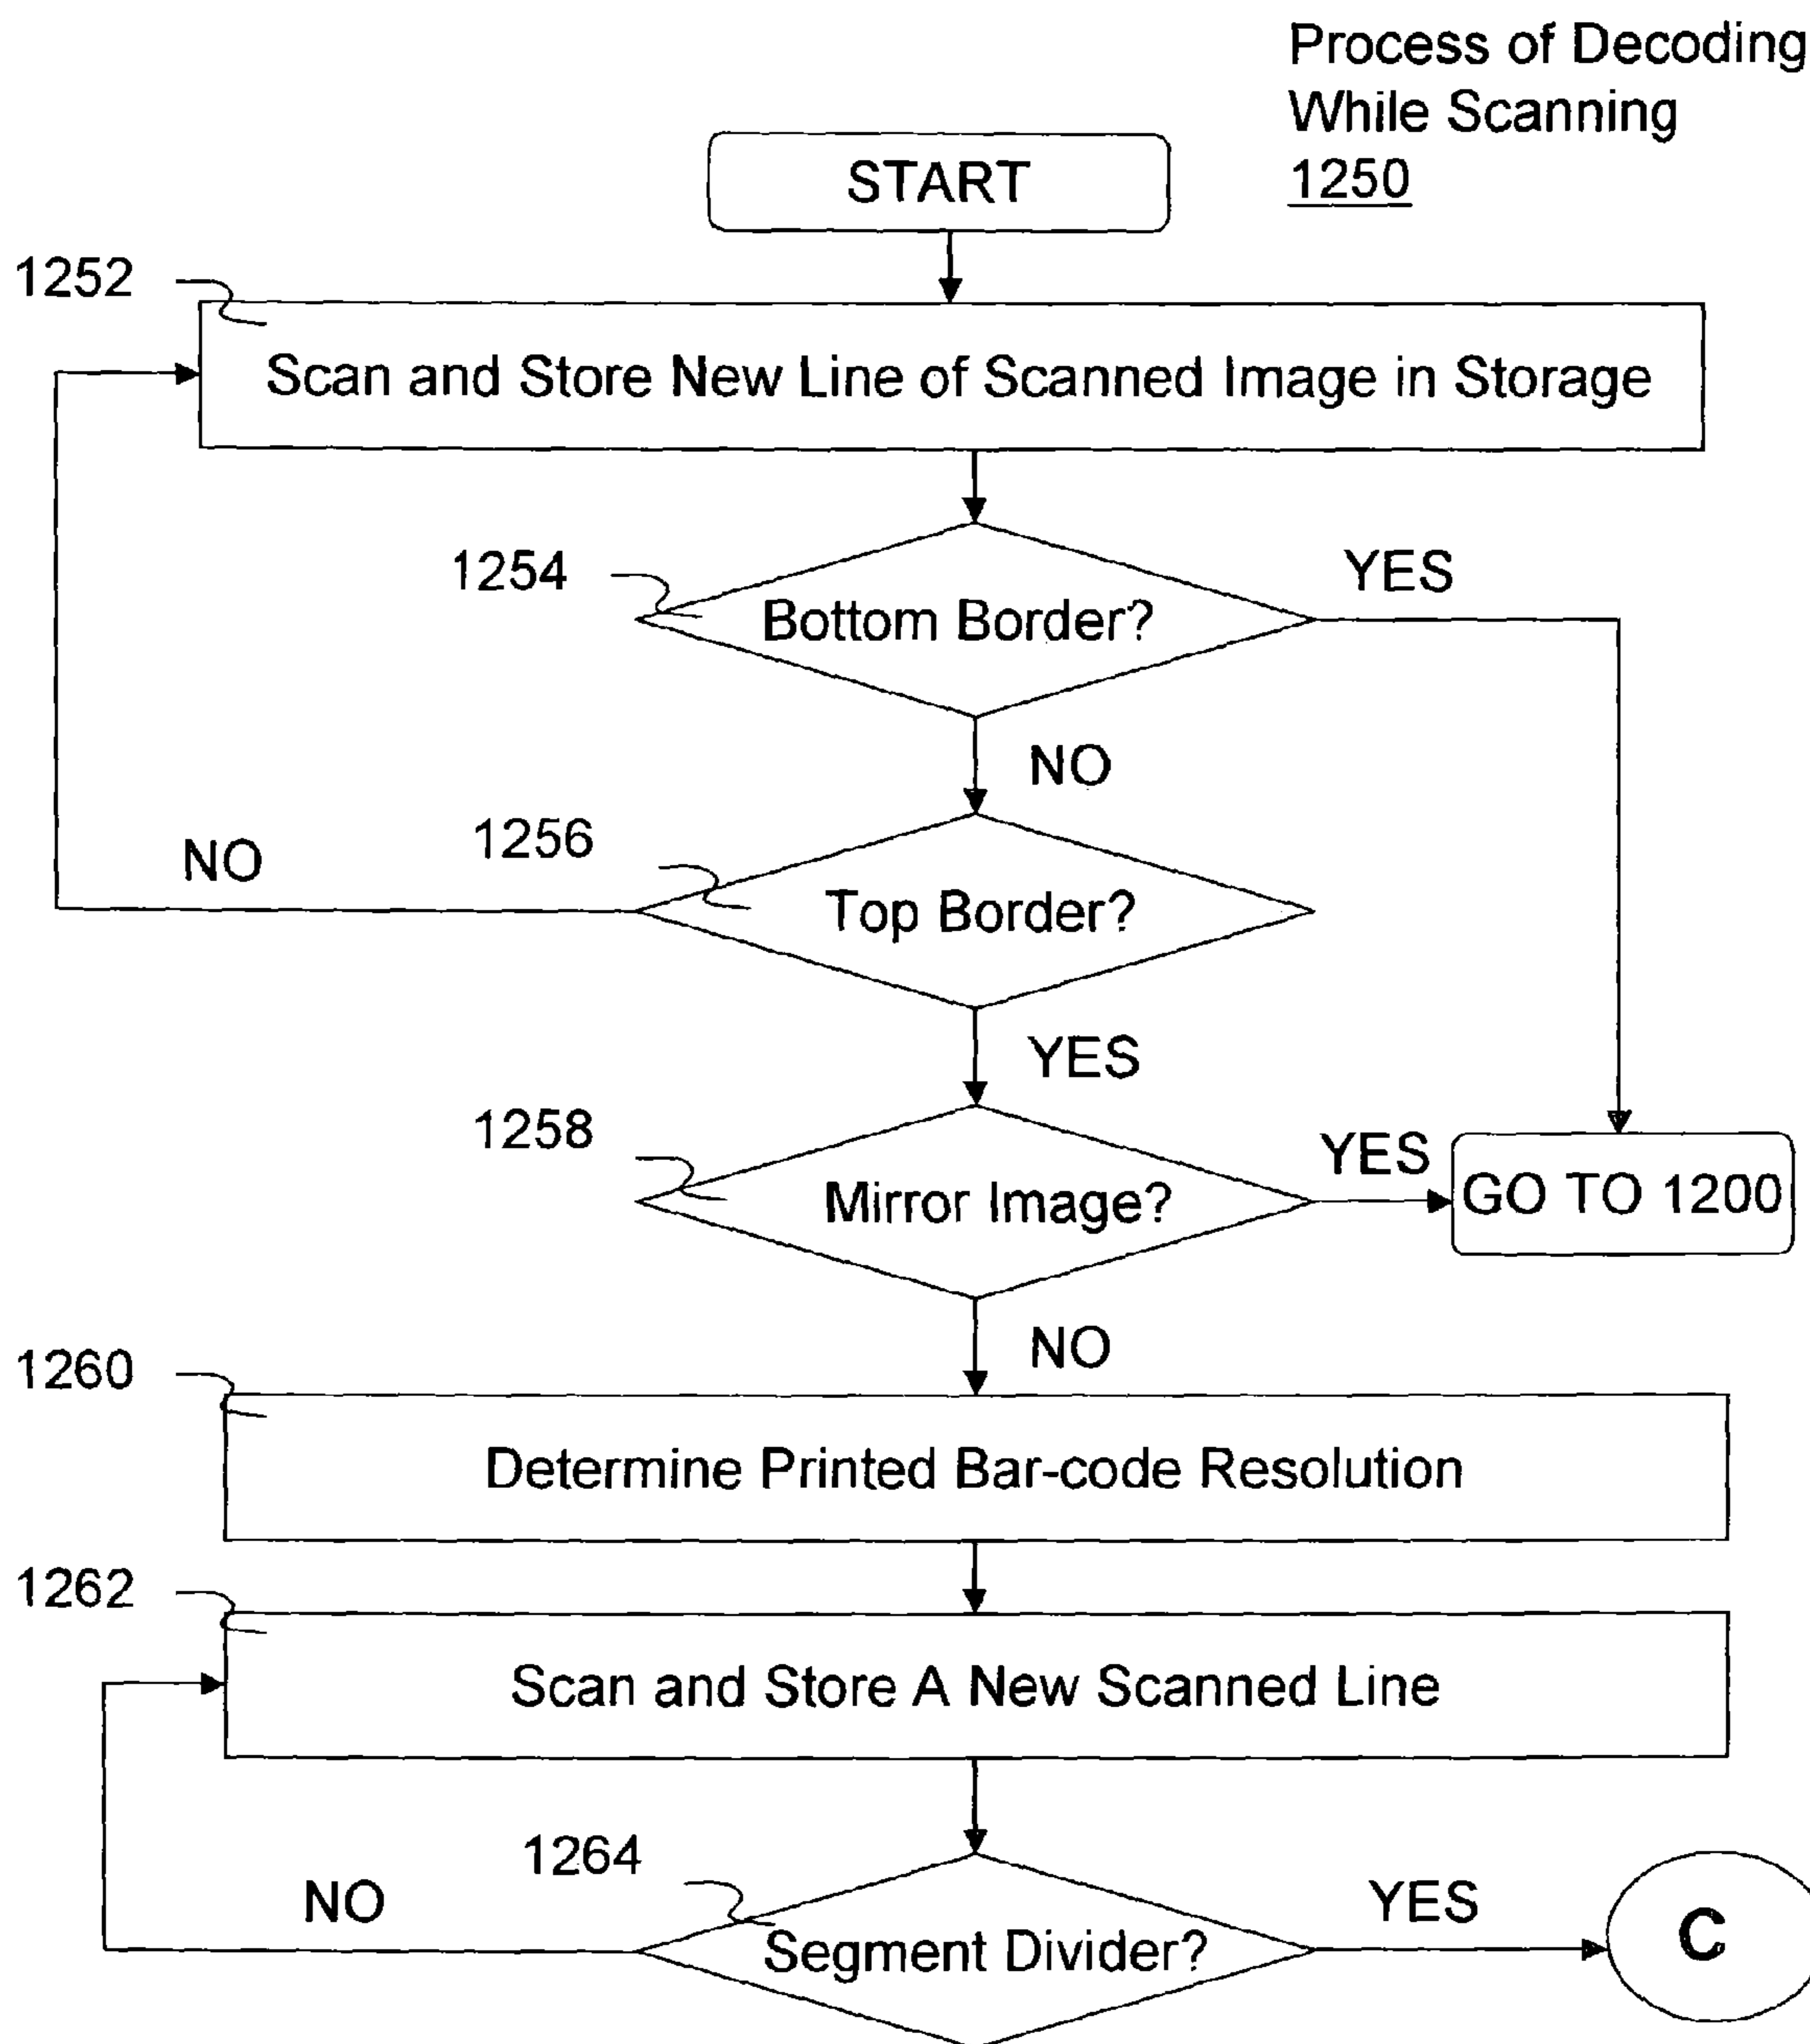 Process of Decoding
While Scanning
1250
START
1252
Scan and Store New Line of Scanned Image in Storage
1254
YES
Bottom Border?
NO
1256
NO
Top Border?
YES
1258
YES
Mirror Image?
GO TO 1200
NO
1260
Determine Printed Bar-code Resolution
1262
Scan and Store A New Scanned Line
1264
NO
YES
Segment Divider?
C